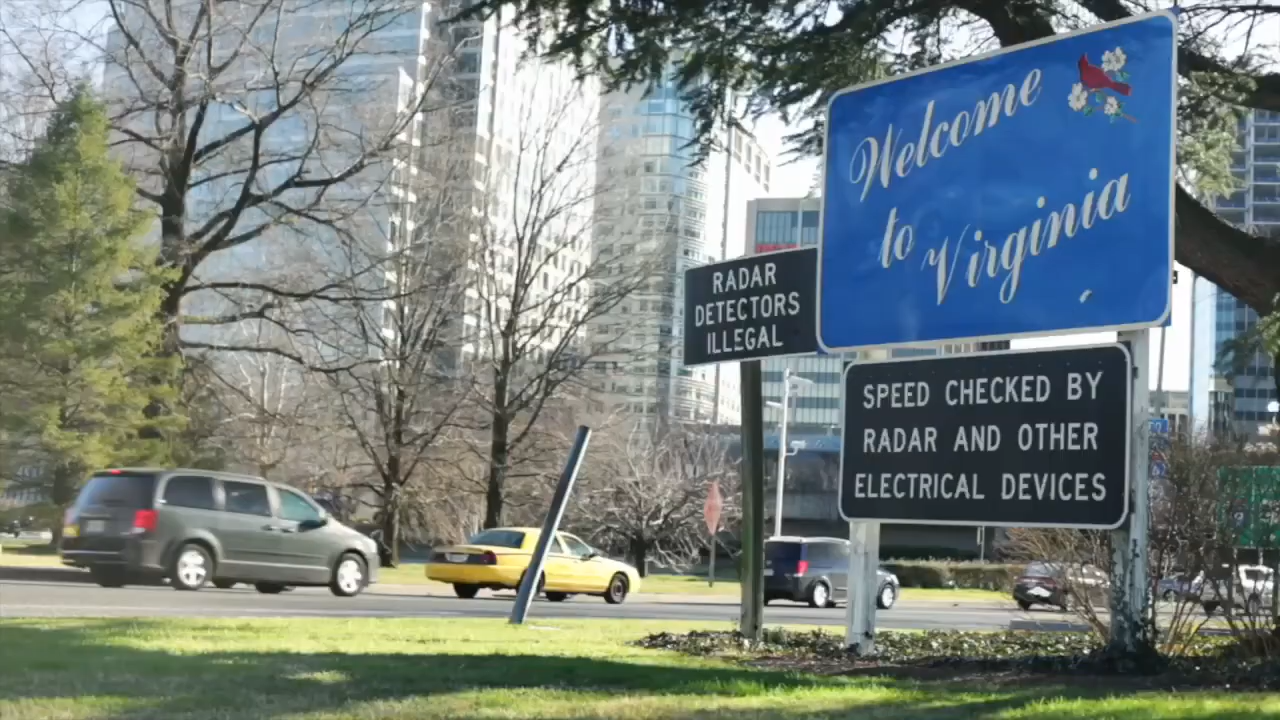 Welcome
to Virginia
RADAR
DETECTORS
ILLEGAL
SPEED CHECKED BY
RADAR AND OTHER
ELECTRICAL DEVICES